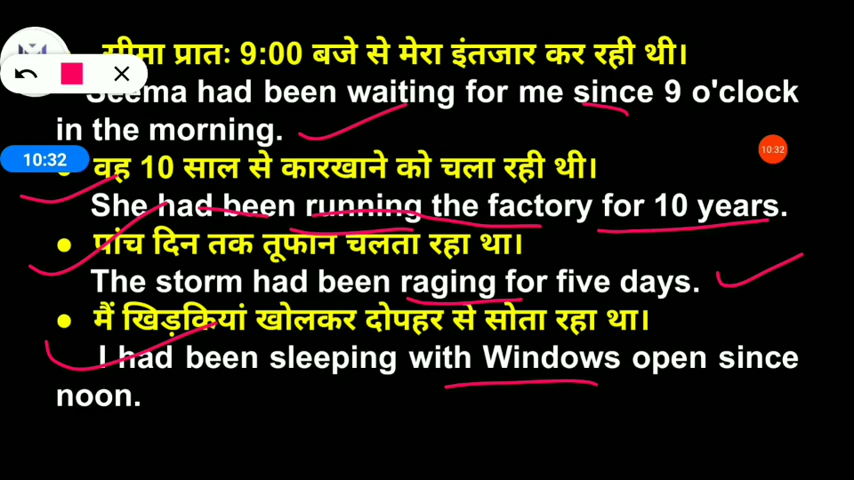 सीमा प्रातः 9:00 बजे से मेरा इंतजार कर रही थी।
Seema had been waiting for me since 9 o'clock
in the morning.
10:32
10:32
● वह 10 साल से कारखाने को चला रही थी।
She had been running the factory for 10 years.
● पांच दिन तक तूफान चलता रहा था।
The storm had been raging for five days.
● मैं खिड़कियां खोलकर दोपहर से सोता रहा था।
I had been sleeping with Windows open since
noon.